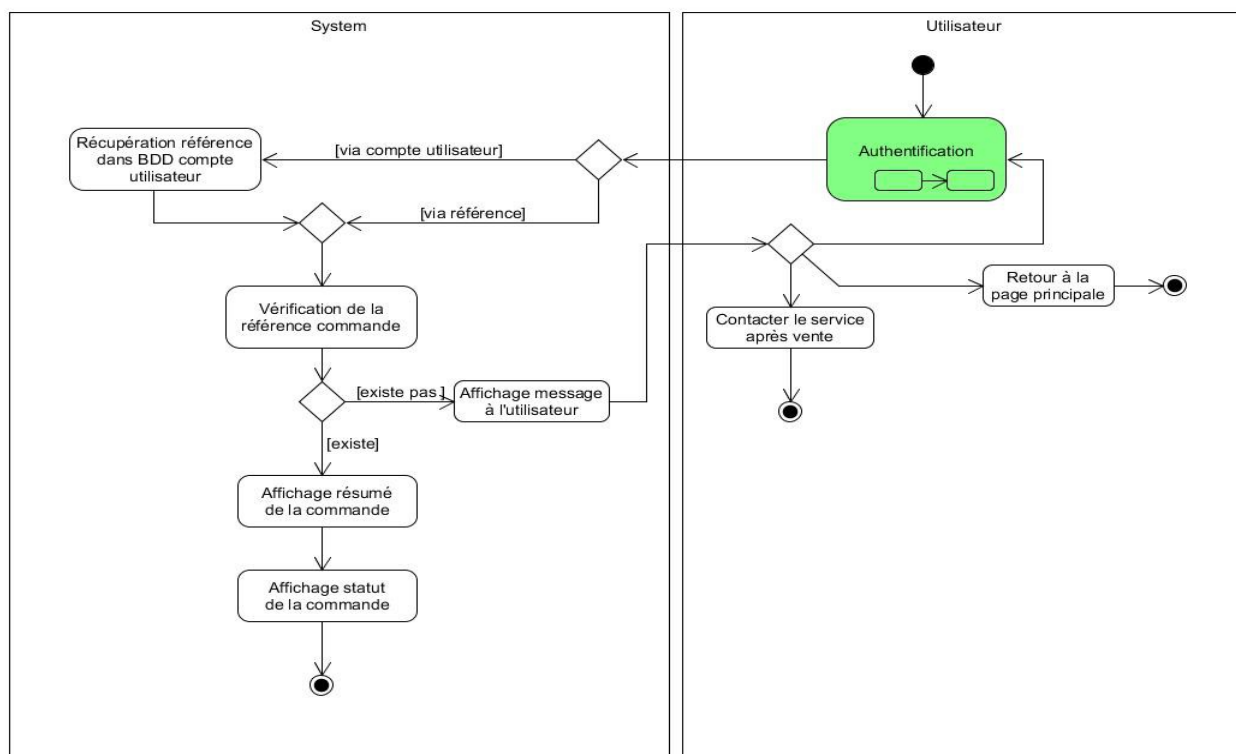 System
Utilisateur
Récupération référence
dans BDD compte
utilisateur
[via compte utilisateur]
Authentification
[via référence]
Retour à la
page principale
Vérification de la
référence commande
Contacter le service
après vente
[existe pas ]
Affichage message
à l'utilisateur
[existe]
Affichage résumé
de la commande
Affichage statut
de la commande